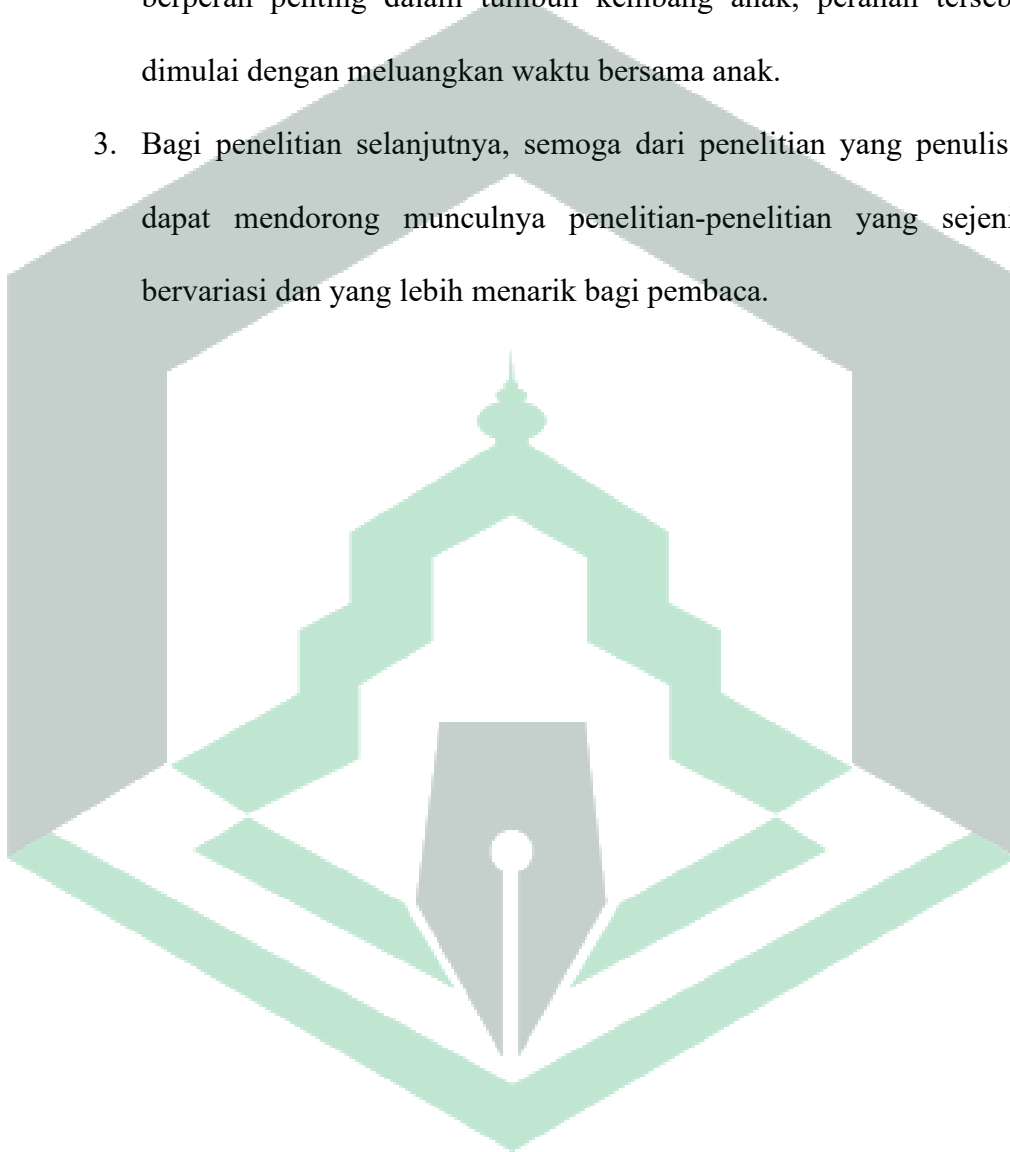 berperan penting dalam tumbuh kembang anak, peranan terseb
dimulai dengan meluangkan waktu bersama anak.
3. Bagi penelitian selanjutnya, semoga dari penelitian yang penulis
dapat mendorong munculnya penelitian-penelitian yang sejeni
bervariasi dan yang lebih menarik bagi pembaca.